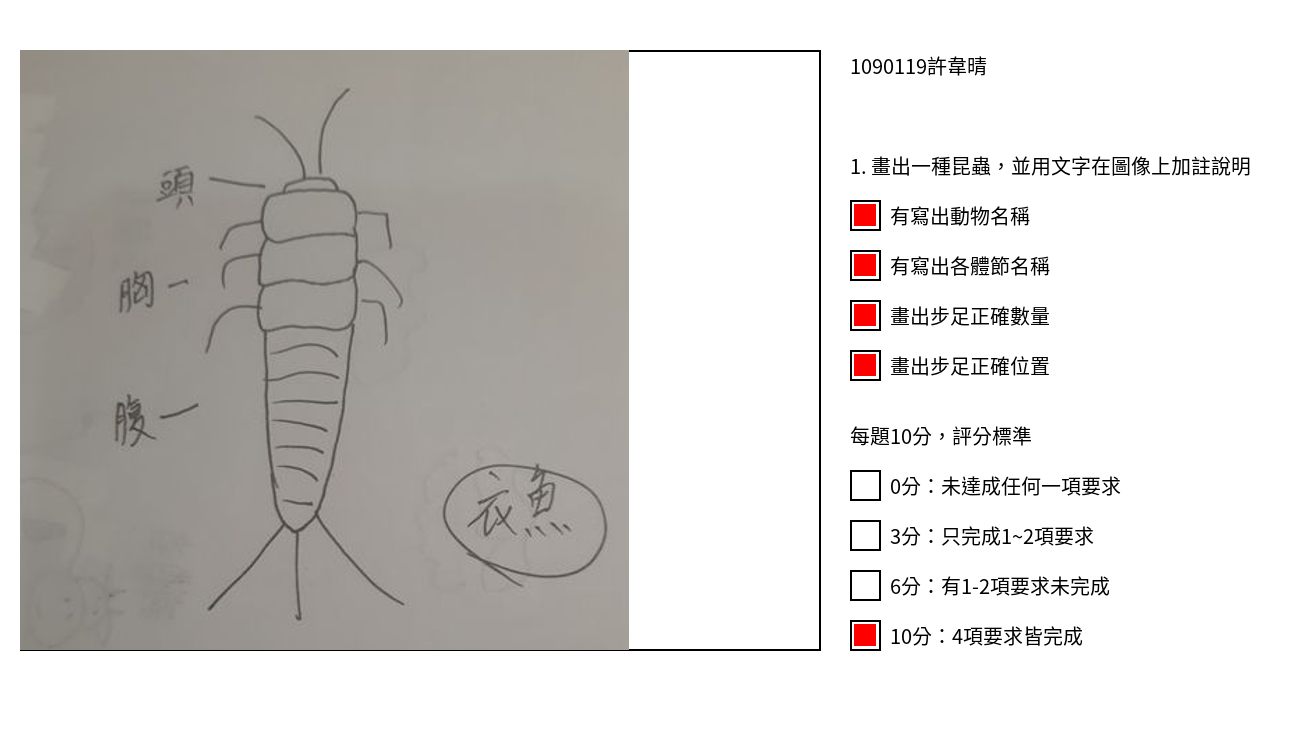 頭
胸
腹
衣魚
1090119許韋晴
1. 畫出一種昆蟲，並用文字在圖像上加註說明
有寫出動物名稱
有寫出各體節名稱
畫出步足正確數量
畫出步足正確位置
每題10分，評分標準
0分：未達成任何一項要求
3分：只完成1~2項要求
6分：有1-2項要求未完成
10分：4項要求皆完成